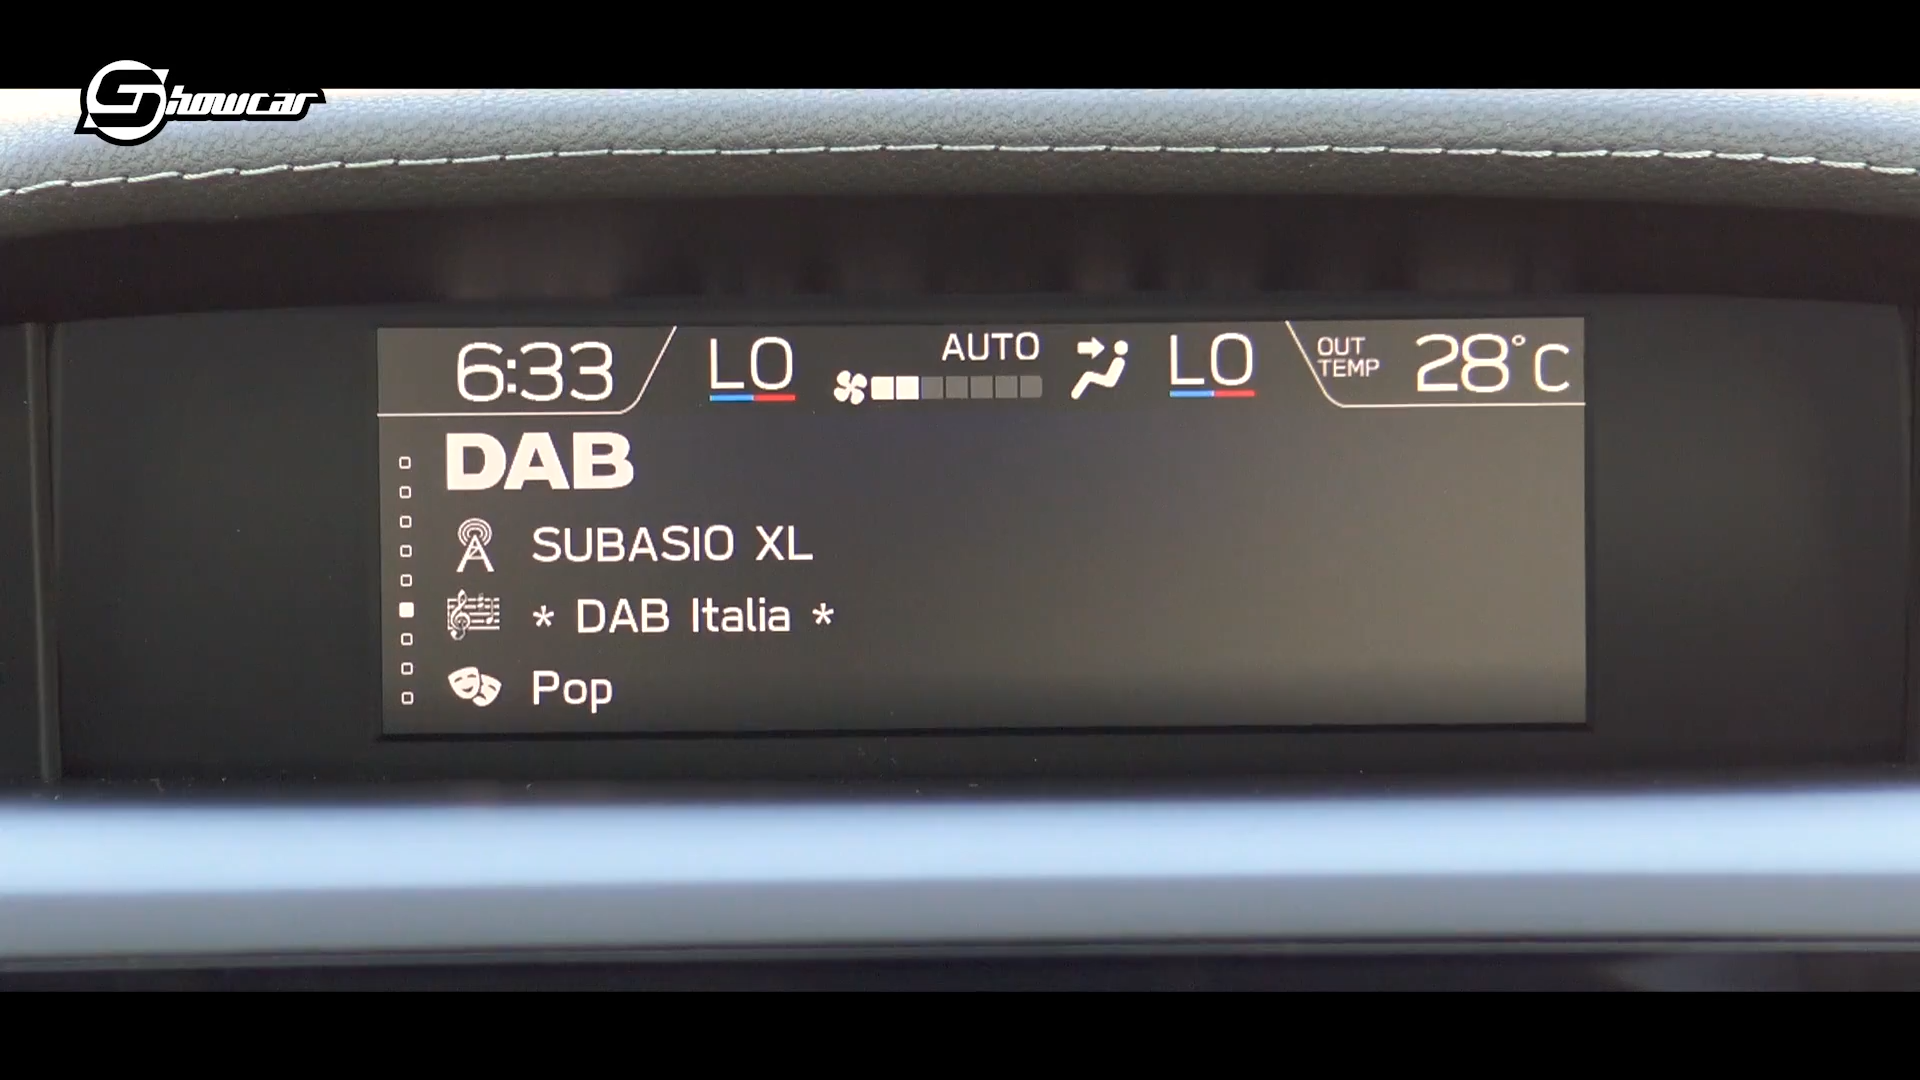 Showcar
6:33 LO AUTO LO OUT TEMP 28°C
DAB
SUBASIO XL
* DAB Italia *
Pop